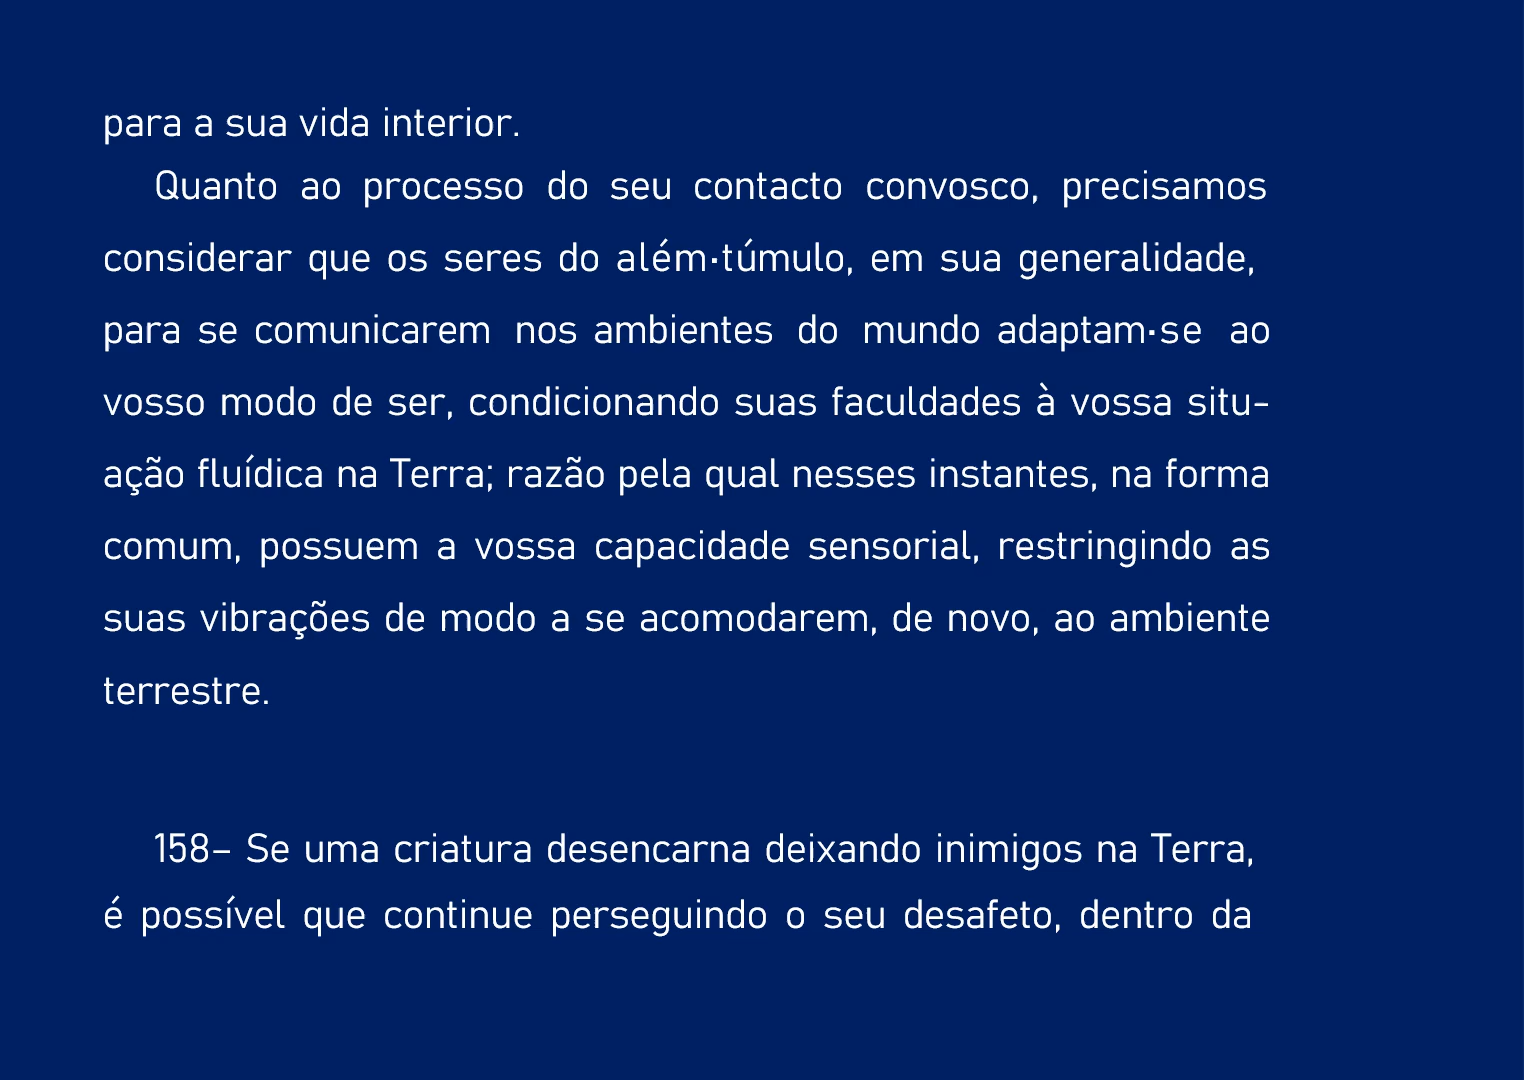 para a sua vida interior.
Quanto ao processo do seu contacto convosco, precisamos
considerar que os seres do além·túmulo, em sua generalidade,
para se comunicarem nos ambientes do mundo adaptam·se ao
vosso modo de ser, condicionando suas faculdades à vossa situ-
ação fluídica na Terra; razão pela qual nesses instantes, na forma
comum, possuem a vossa capacidade sensorial, restringindo as
suas vibrações de modo a se acomodarem, de novo, ao ambiente
terrestre.
158– Se uma criatura desencarna deixando inimigos na Terra,
é possível que continue perseguindo o seu desafeto, dentro da